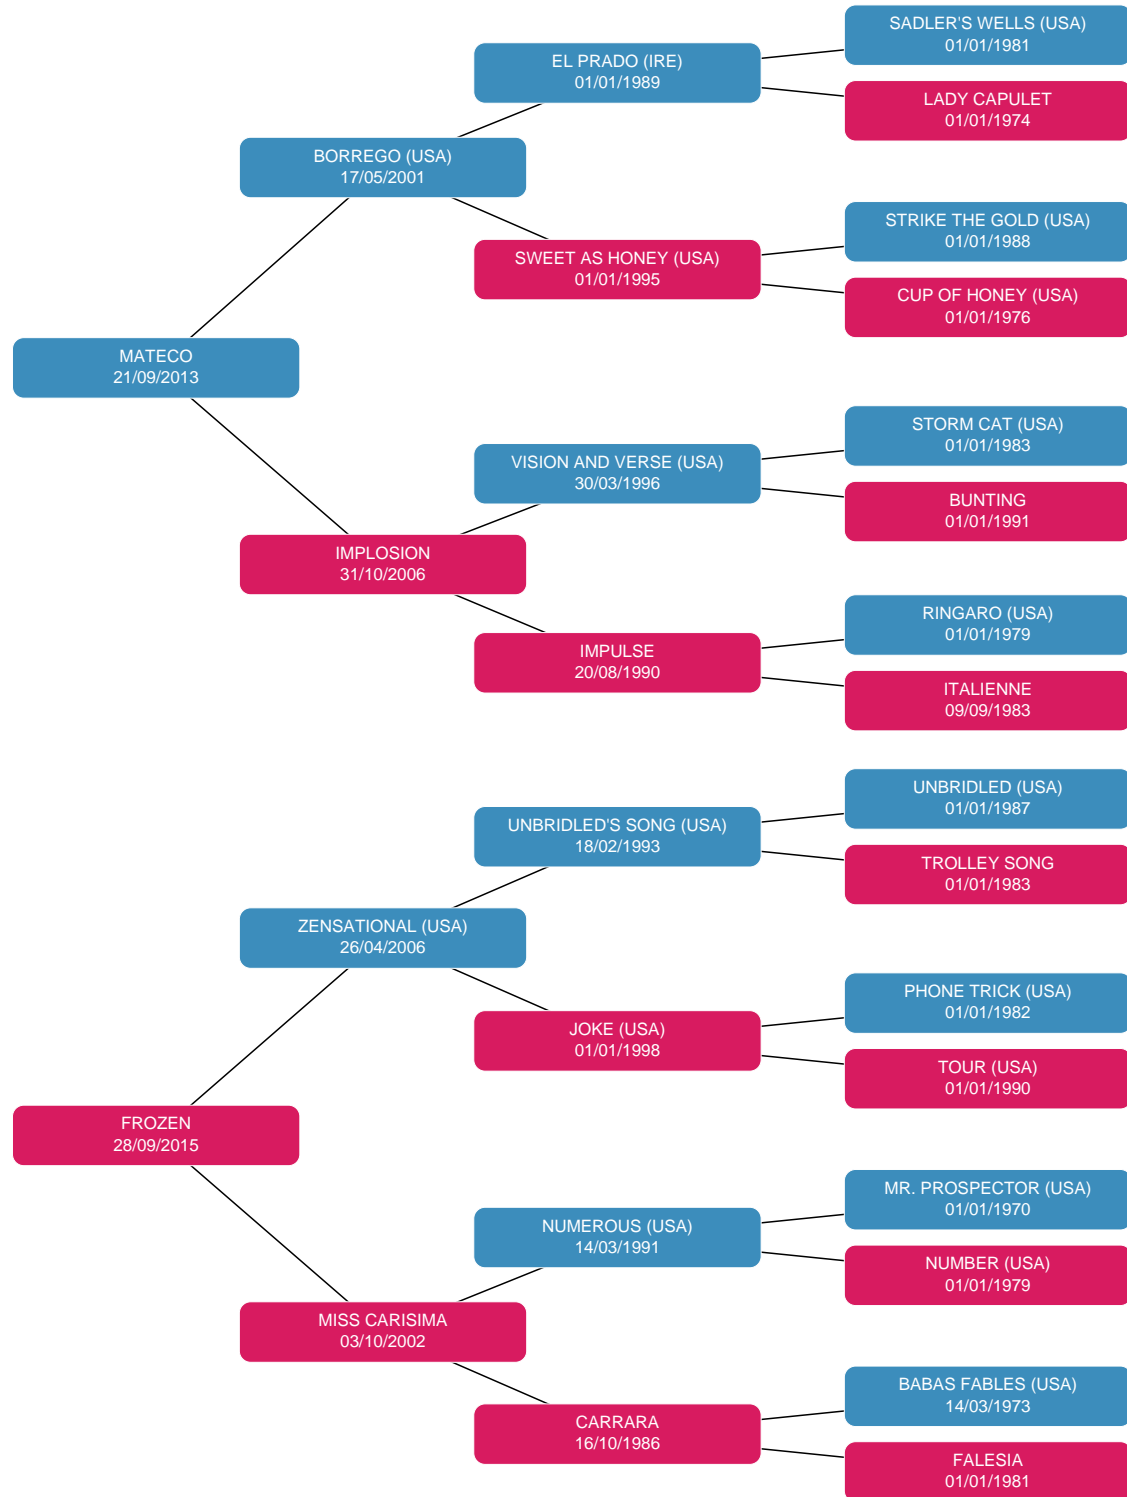 SADLER'S WELLS (USA)
01/01/1981
EL PRADO (IRE)
01/01/1989
LADY CAPULET
01/01/1974
BORREGO (USA)
17/05/2001
STRIKE THE GOLD (USA)
01/01/1988
SWEET AS HONEY (USA)
01/01/1995
CUP OF HONEY (USA)
01/01/1976
MATECO
21/09/2013
STORM CAT (USA)
01/01/1983
VISION AND VERSE (USA)
30/03/1996
BUNTING
01/01/1991
IMPLOSION
31/10/2006
RINGARO (USA)
01/01/1979
IMPULSE
20/08/1990
ITALIENNE
09/09/1983
UNBRIDLED (USA)
01/01/1987
UNBRIDLED'S SONG (USA)
18/02/1993
TROLLEY SONG
01/01/1983
ZENSATIONAL (USA)
26/04/2006
PHONE TRICK (USA)
01/01/1982
JOKE (USA)
01/01/1998
TOUR (USA)
01/01/1990
FROZEN
28/09/2015
MR. PROSPECTOR (USA)
01/01/1970
NUMEROUS (USA)
14/03/1991
NUMBER (USA)
01/01/1979
MISS CARISIMA
03/10/2002
BABAS FABLES (USA)
14/03/1973
CARRARA
16/10/1986
FALESIA
01/01/1981